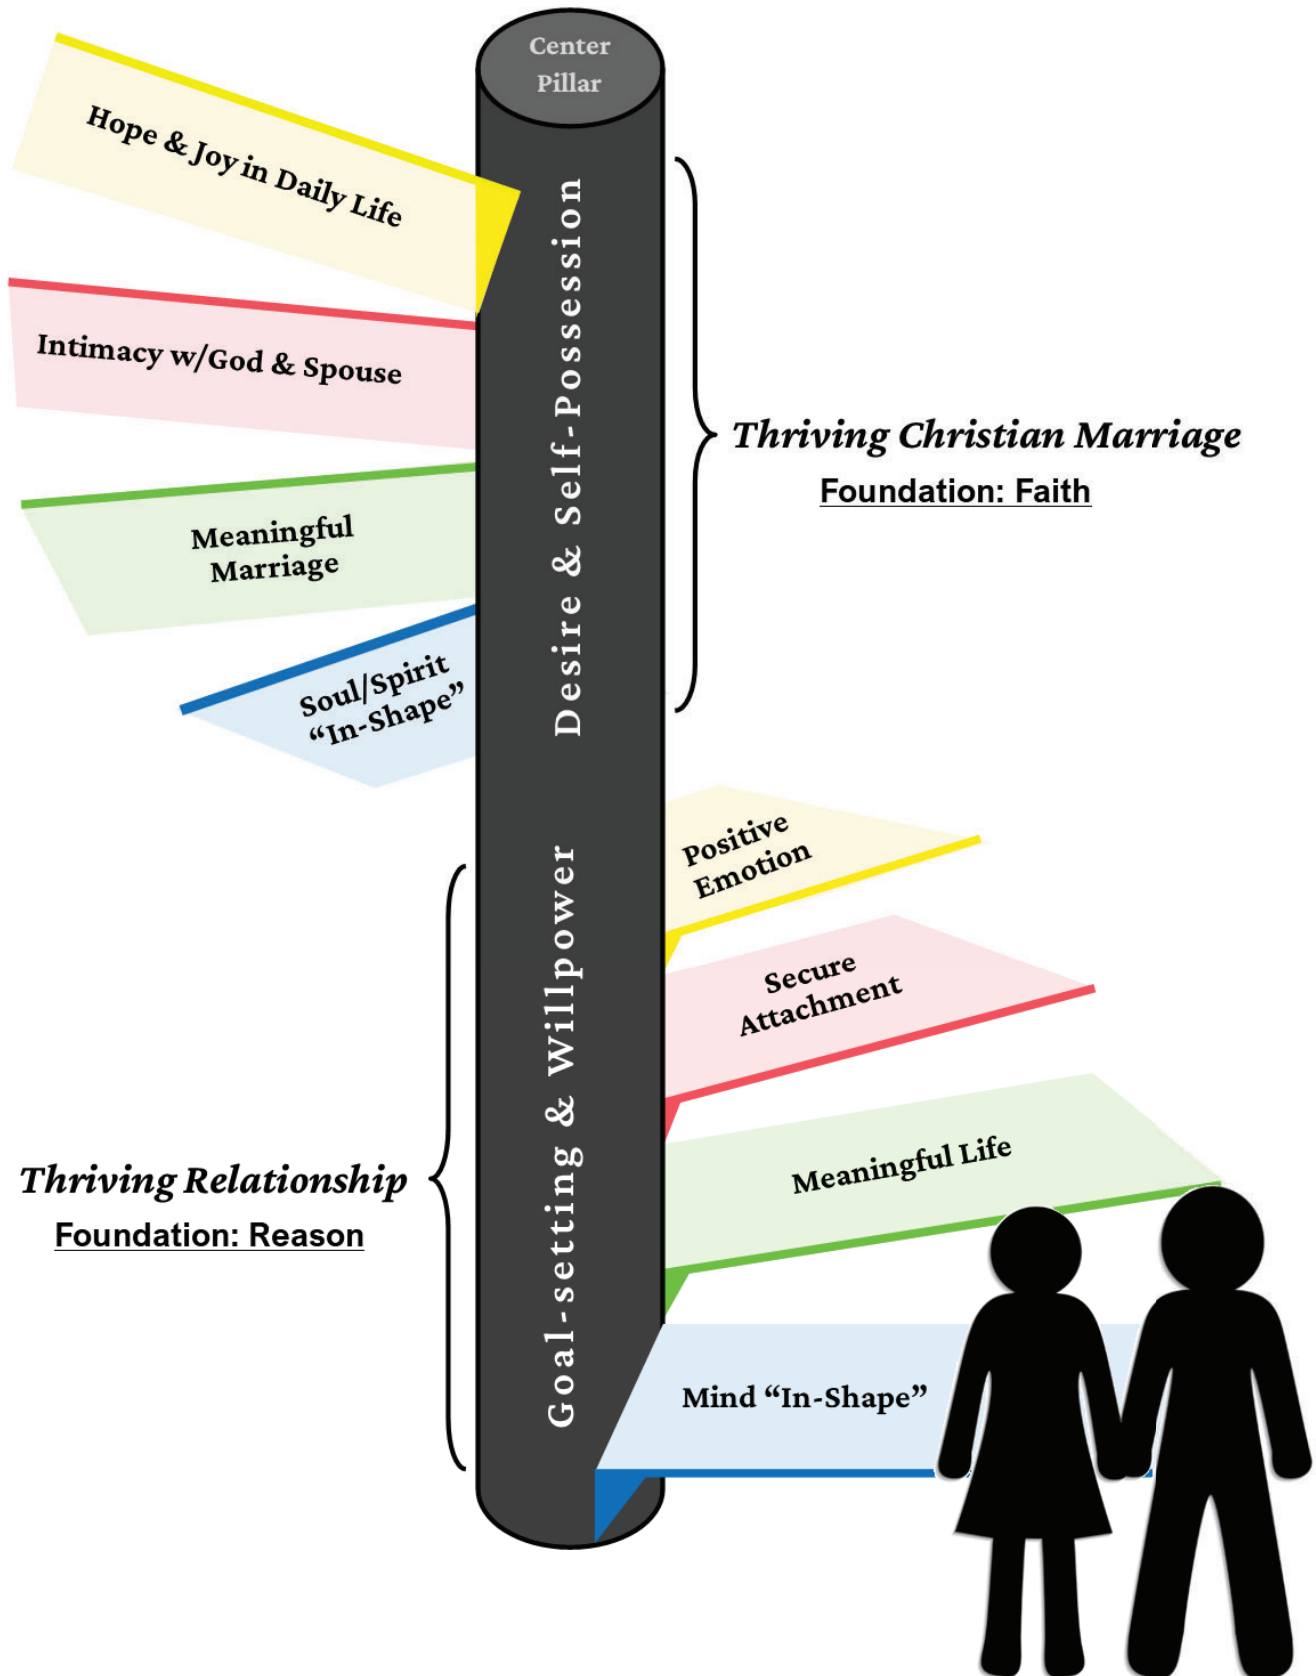 Center
Pillar
Hope & Joy in Daily Life
Intimacy w/God & Spouse
Meaningful
Marriage
Soul/Spirit
“In-Shape”
Desire & Self-Possession
Thriving Christian Marriage
Foundation: Faith
Positive
Emotion
Secure
Attachment
Meaningful Life
Mind “In-Shape”
Goal-setting & Willpower
Thriving Relationship
Foundation: Reason